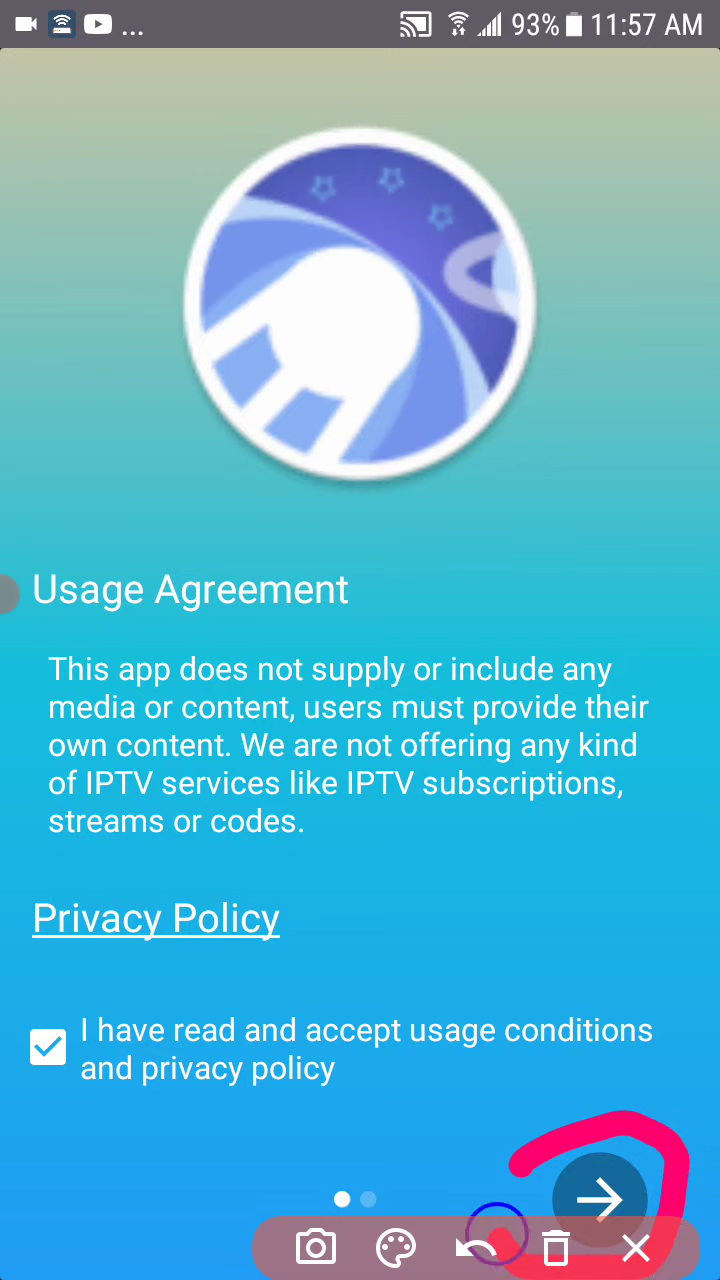 ... 93% 11:57 AM
Usage Agreement
This app does not supply or include any
media or content, users must provide their
own content. We are not offering any kind
of IPTV services like IPTV subscriptions,
streams or codes.
Privacy Policy
I have read and accept usage conditions
and privacy policy